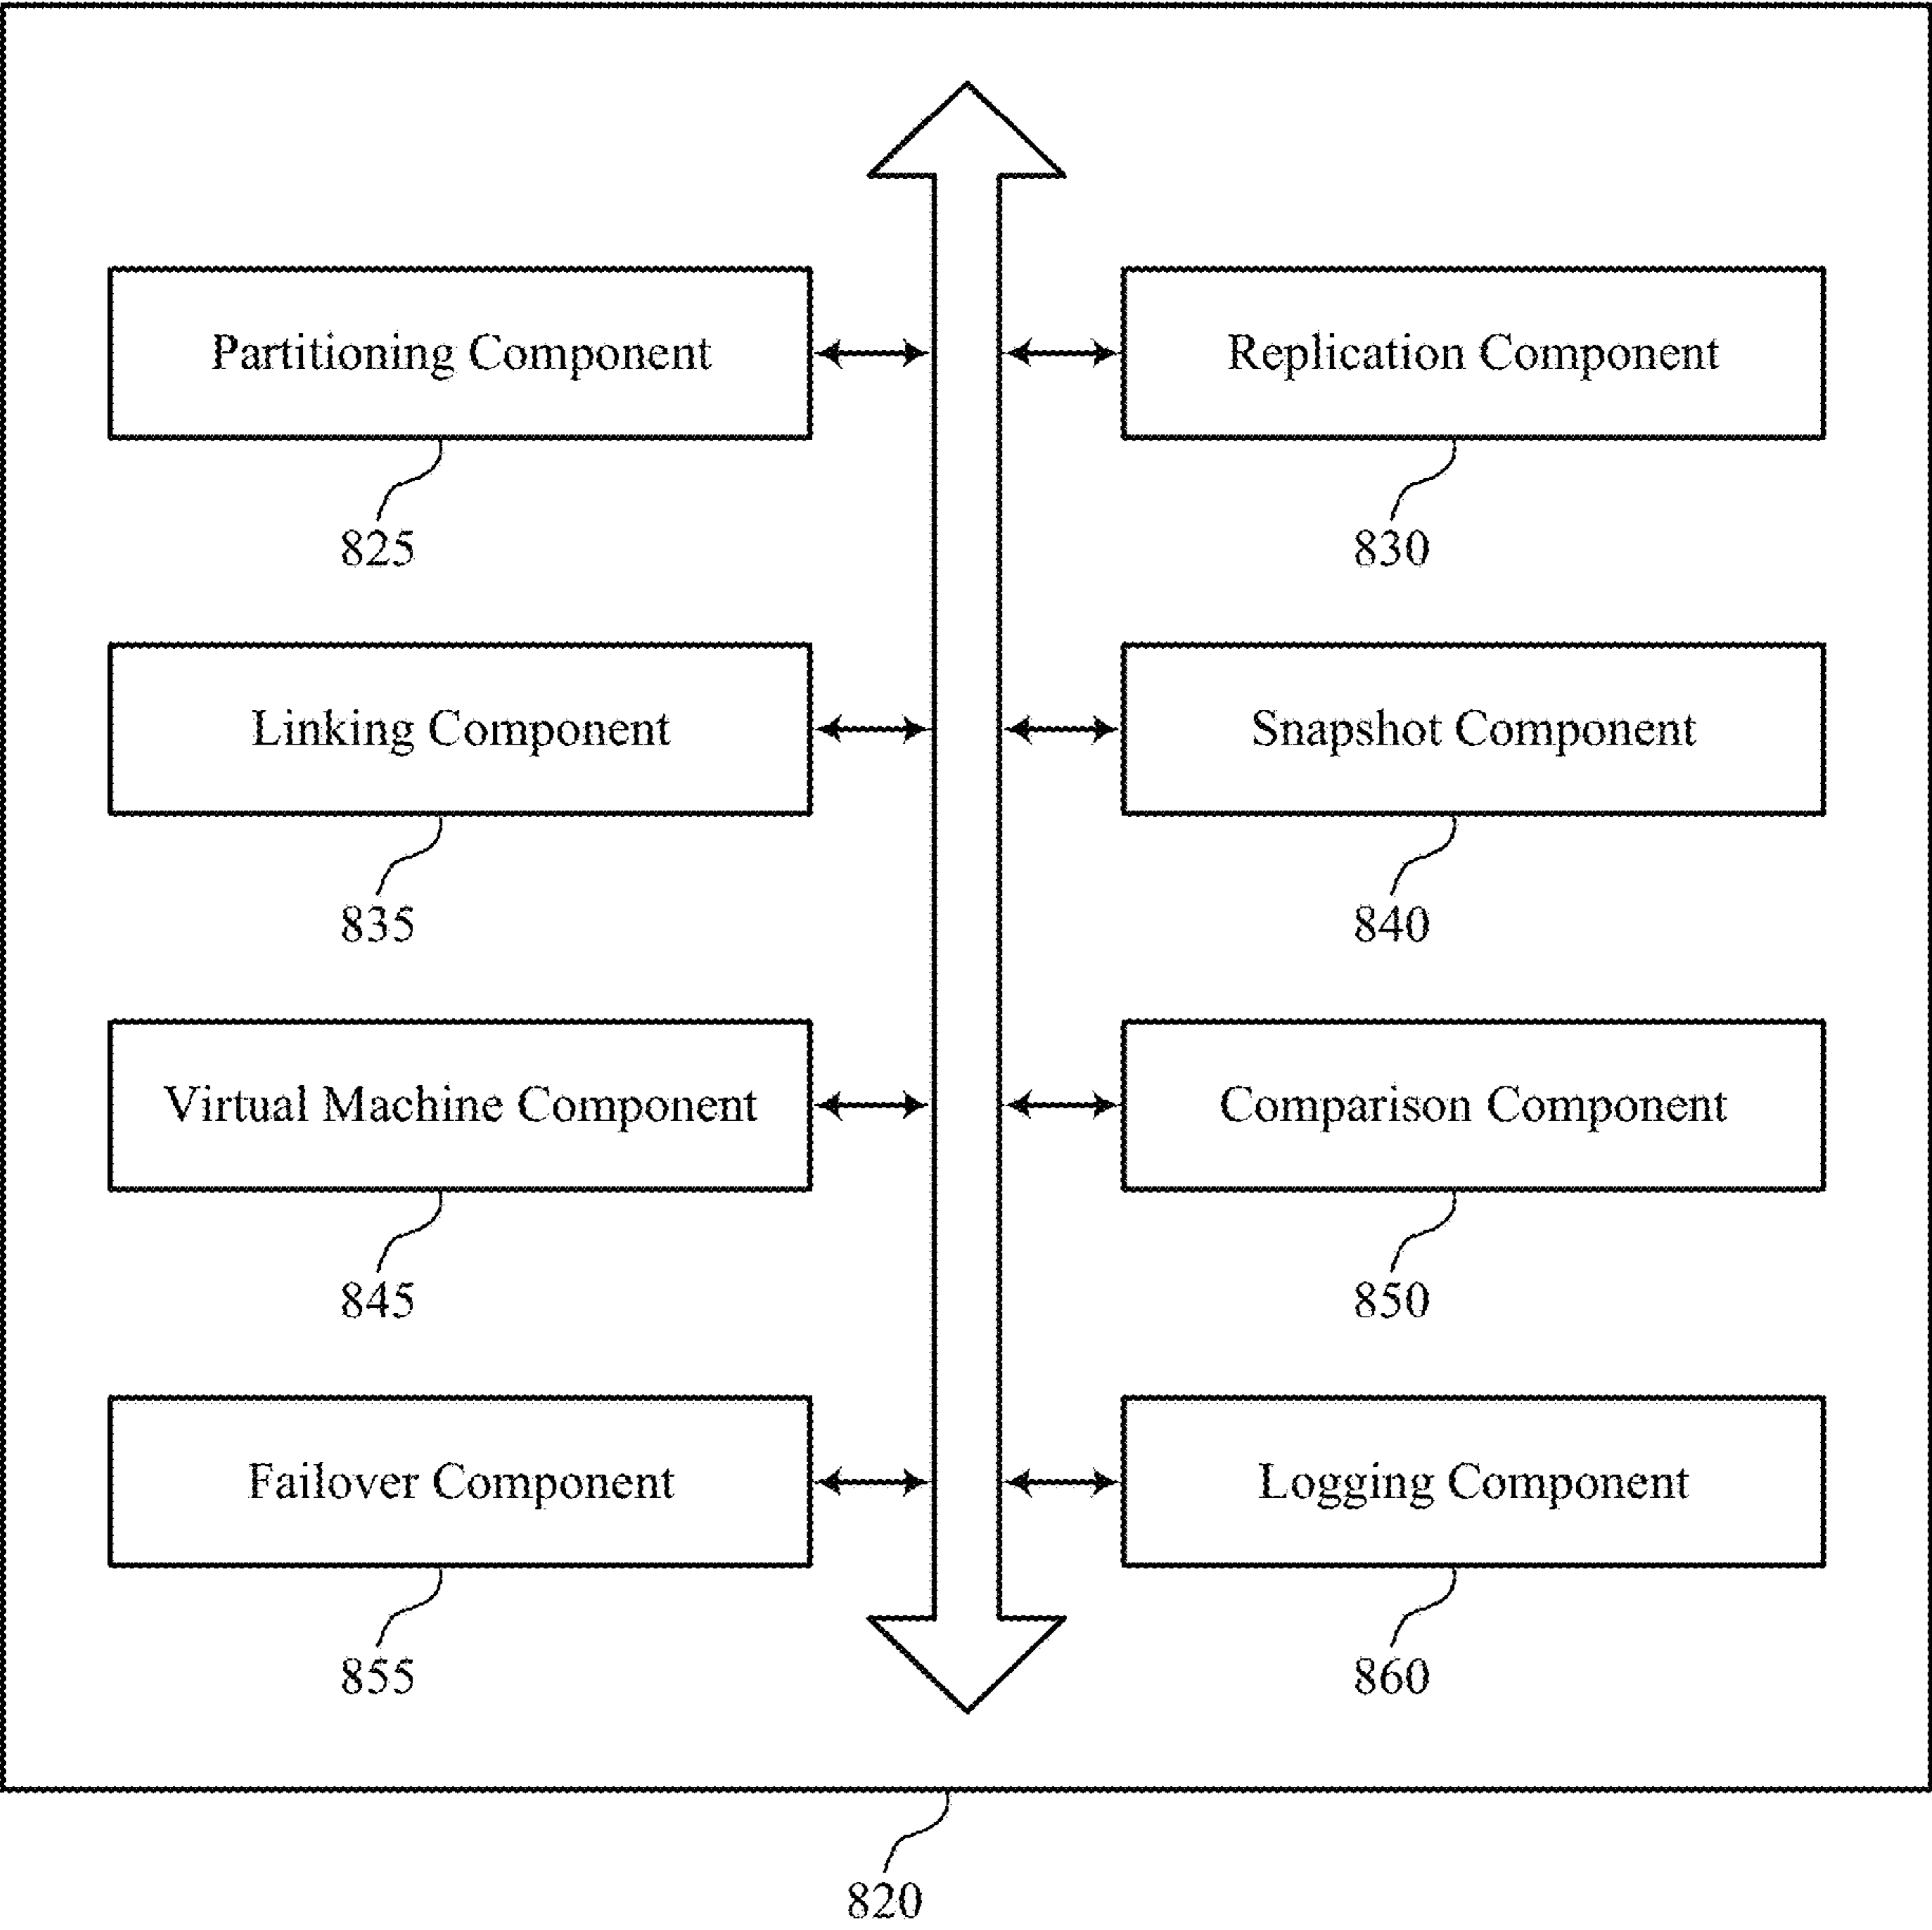 Partitioning Component
Replication Component
825
830
Linking Component
Snapshot Component
835
840
Virtual Machine Component
Comparison Component
845
850
Failover Component
Logging Component
855
860
820